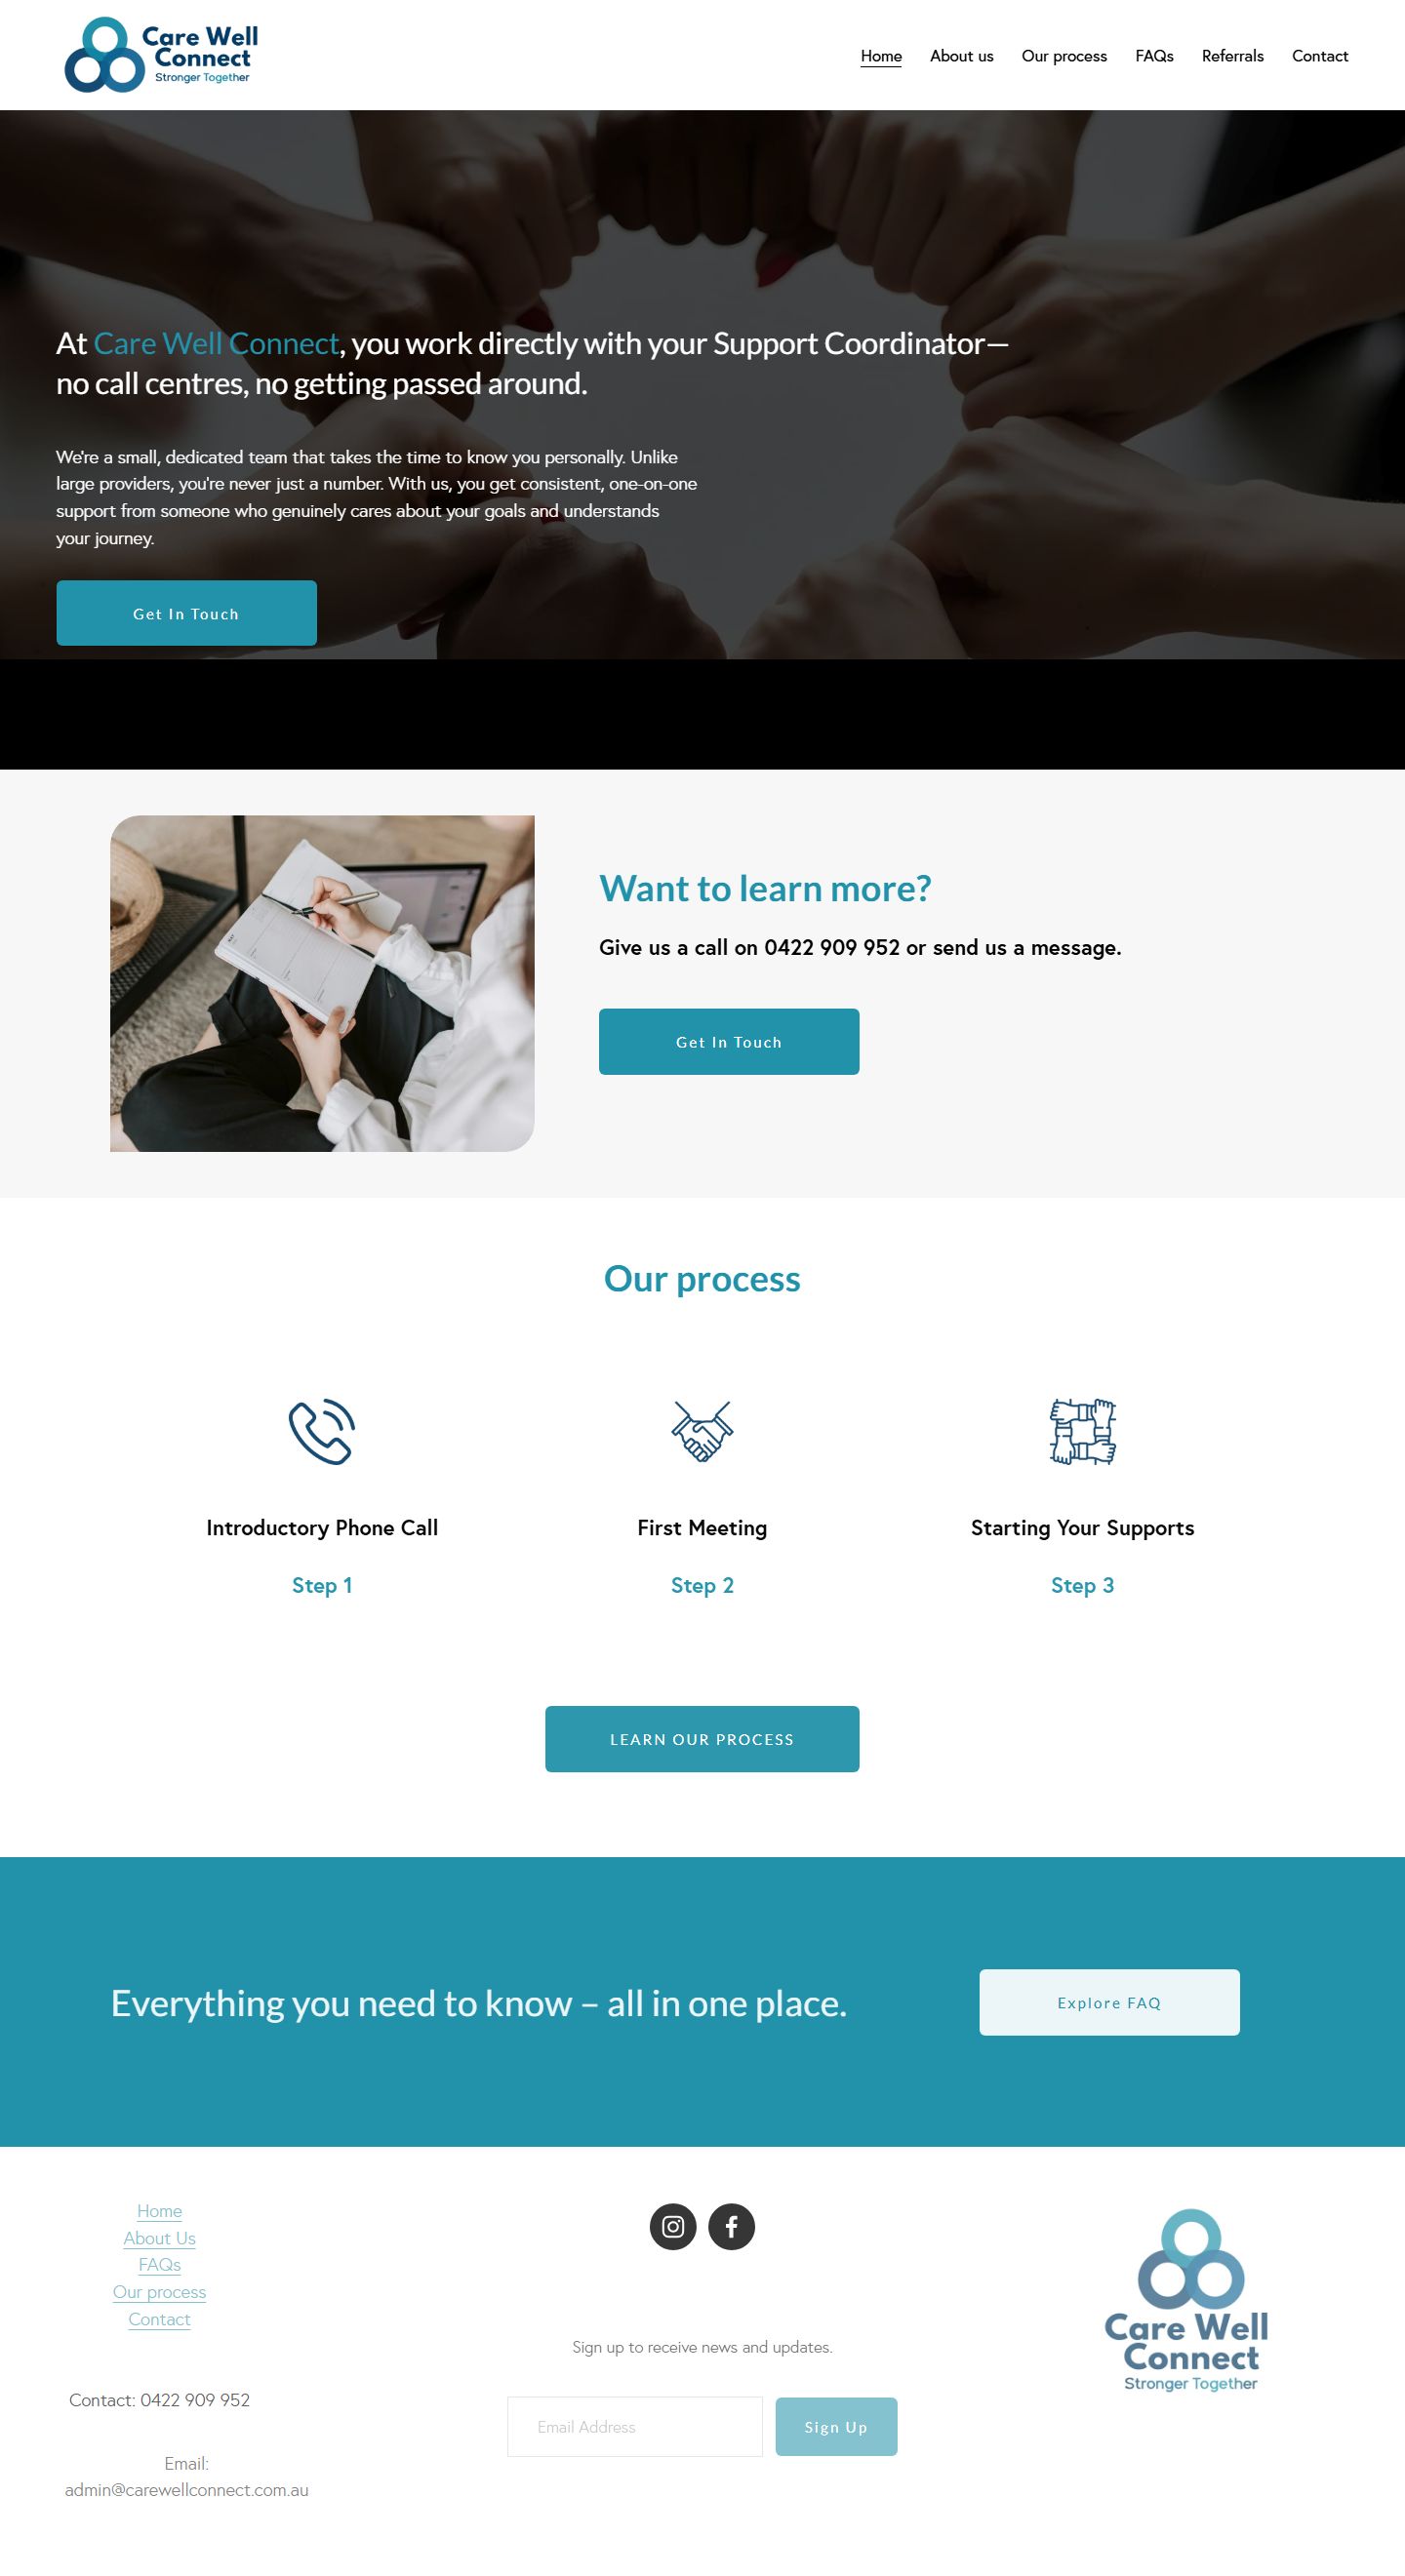 Care Well
Connect
Stronger Together
Home About us Our process FAQs Referrals Contact
At Care Well Connect, you work directly with your Support Coordinator—
no call centres, no getting passed around.
We're a small, dedicated team that takes the time to know you personally. Unlike
large providers, you're never just a number. With us, you get consistent, one-on-one
support from someone who genuinely cares about your goals and understands
your journey.
Get In Touch
Want to learn more?
Give us a call on 0422 909 952 or send us a message.
Get In Touch
Our process
Introductory Phone Call
Step 1
First Meeting
Step 2
Starting Your Supports
Step 3
LEARN OUR PROCESS
Everything you need to know – all in one place.
Explore FAQ
Home
About Us
FAQs
Our process
Contact
Contact: 0422 909 952
Email:
admin@carewellconnect.com.au
Sign up to receive news and updates.
Email Address
Sign Up
Care Well
Connect
Stronger Together